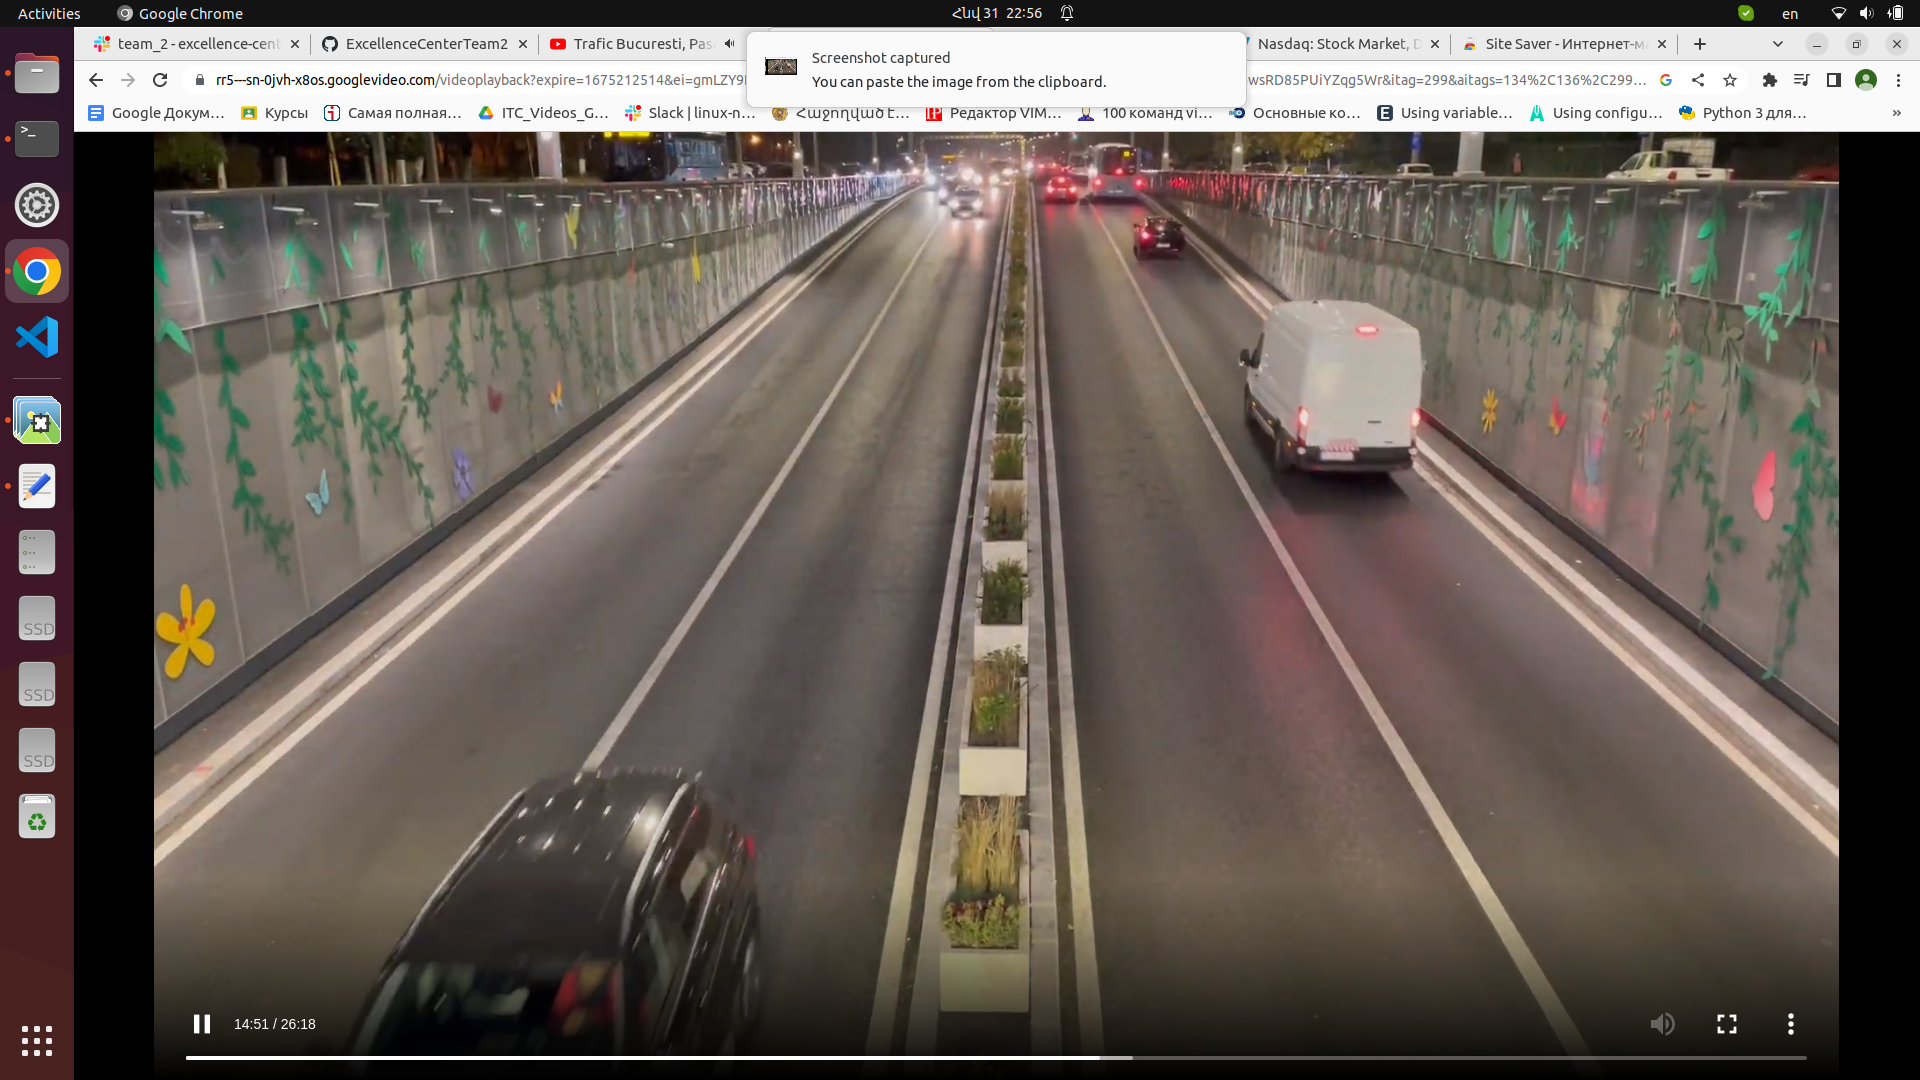 Activities
Google Chrome
Հնվ 31 22:56
en
team_2 - excellence-cent
ExcellenceCenterTeam2
Trafic Bucuresti, Pasa
Nasdaq: Stock Market, D
Site Saver - Интернет-ма
Screenshot captured
You can paste the image from the clipboard.
rr5---sn-0jvh-x8os.googlevideo.com/videoplayback?expire=1675212514&ei=gmLZY9
wsRD85PUiYZqg5Wr&itag=299&aitags=134%2C136%2C299...
Google Докум...
Курсы
Самая полная...
ITC_Videos_G...
Slack | linux-n...
Հաջողված է...
Редактор VIM...
100 команд vi...
Основные ко...
Using variable...
Using configu...
Python 3 для...
»
SSD
SSD
SSD
14:51 / 26:18